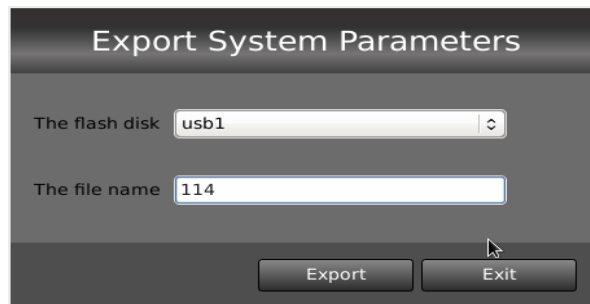 Export System Parameters
The flash disk usb1
The file name 114
Export Exit